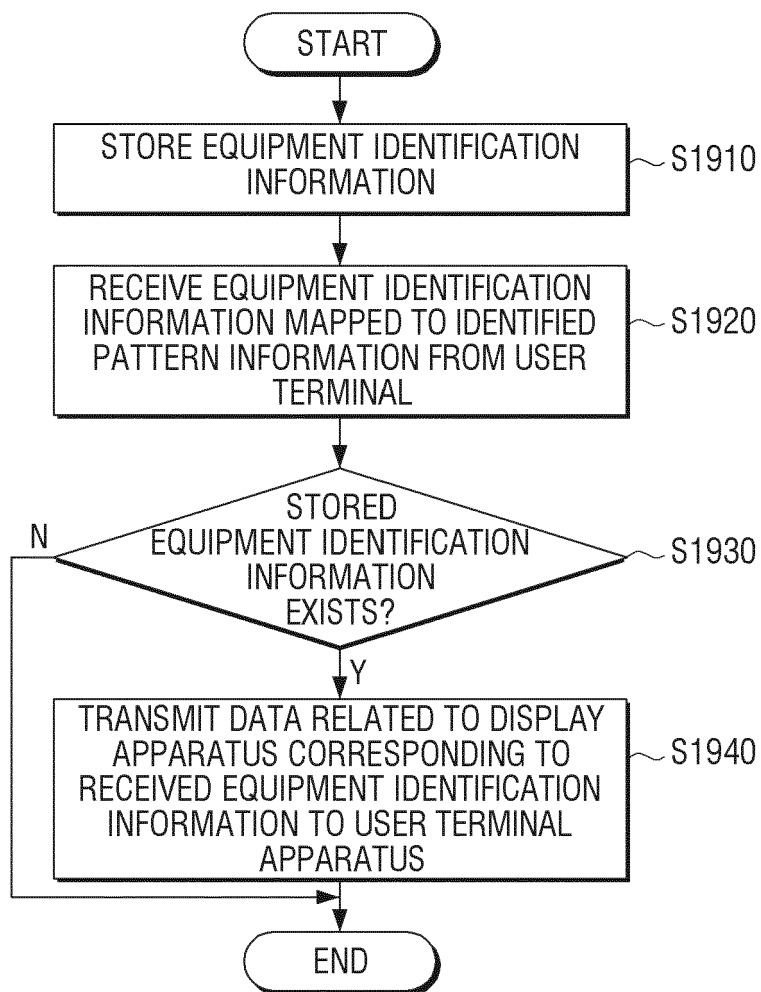 START
STORE EQUIPMENT IDENTIFICATION
INFORMATION
S1910
RECEIVE EQUIPMENT IDENTIFICATION
INFORMATION MAPPED TO IDENTIFIED
PATTERN INFORMATION FROM USER
TERMINAL
S1920
STORED
EQUIPMENT IDENTIFICATION
INFORMATION
EXISTS?
S1930
N
Y
TRANSMIT DATA RELATED TO DISPLAY
APPARATUS CORRESPONDING TO
RECEIVED EQUIPMENT IDENTIFICATION
INFORMATION TO USER TERMINAL
APPARATUS
S1940
END